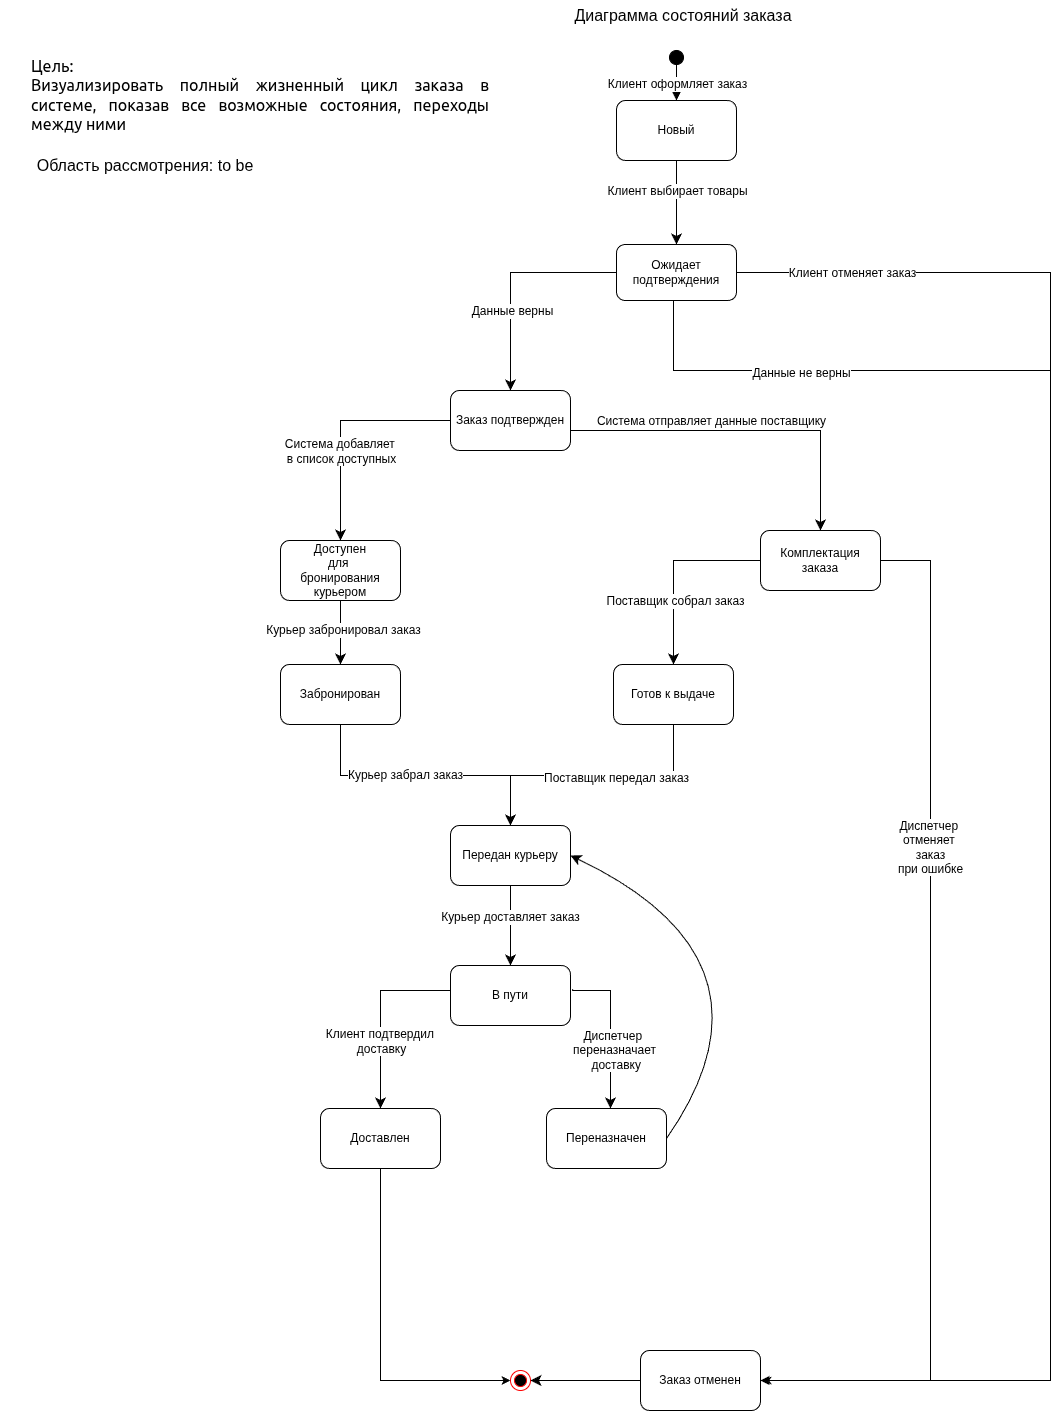 Диаграмма состояний заказа
Цель:
Визуализировать полный жизненный цикл заказа в
системе, показав все возможные состояния, переходы
между ними
Область рассмотрения: to be
Клиент оформляет заказ
Новый
Клиент выбирает товары
Ожидает
подтверждения
Клиент отменяет заказ
Данные верны
Данные не верны
Заказ подтвержден
Система отправляет данные поставщику
Система добавляет
в список доступных
Доступен
для
бронирования
курьером
Комплектация
заказа
Поставщик собрал заказ
Курьер забронировал заказ
Забронирован
Готов к выдаче
Курьер забрал заказ
Поставщик передал заказ
Диспетчер
отменяет
заказ
при ошибке
Передан курьеру
Курьер доставляет заказ
В пути
Клиент подтвердил
доставку
Диспетчер
переназначает
доставку
Доставлен
Переназначен
Заказ отменен